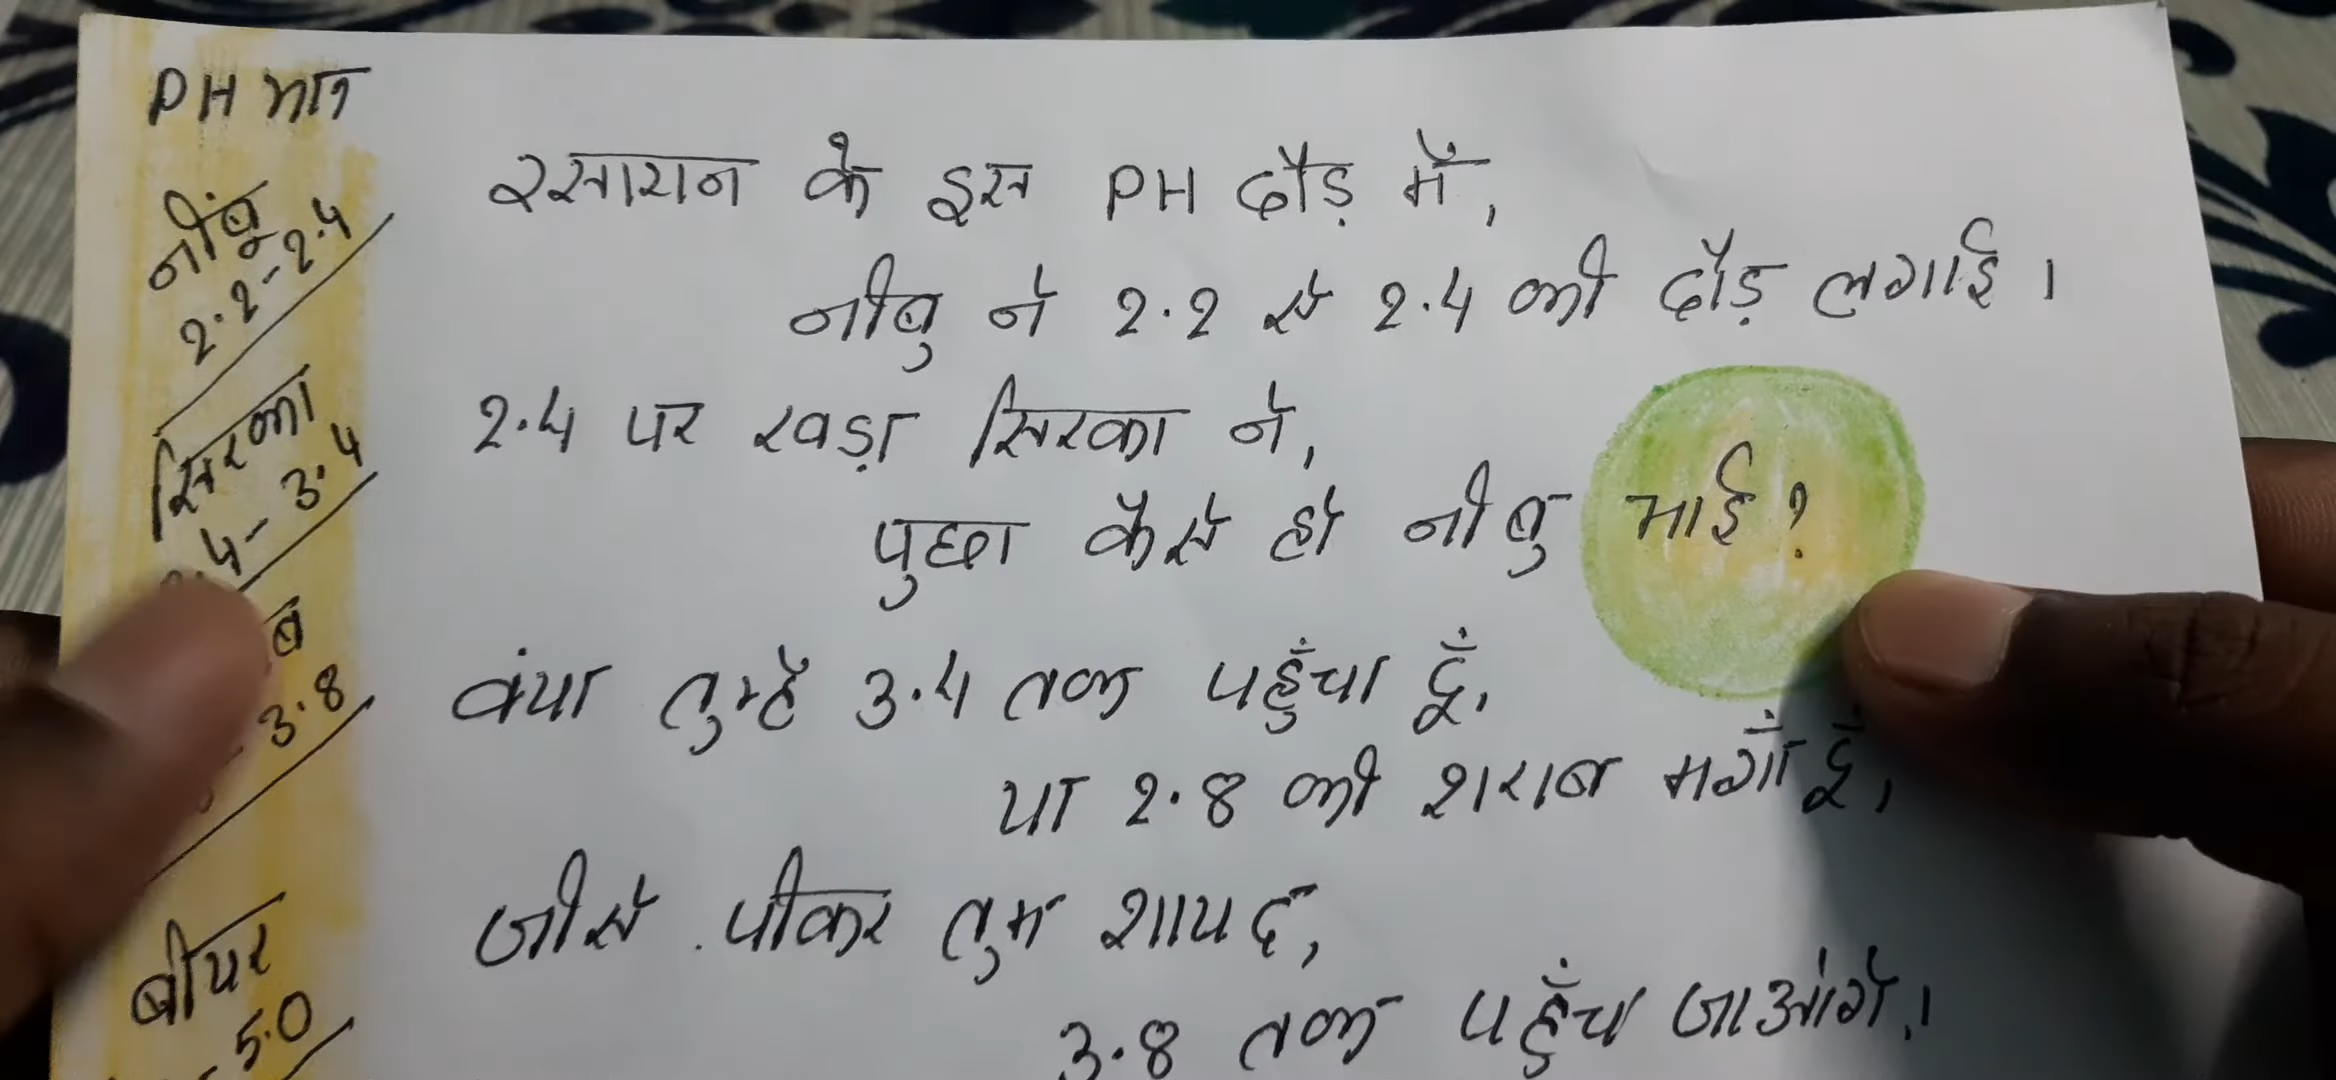 PH मान
नींबू
2.2-2.4
सिरका
4- 3.4
3.8
बीयर
5.0
रसायन के इस PH दौड़ में,
नीबु ने 2.2 से 2.4 की दौड़ लगाई।
2.4 पर खड़ा सिरका ने,
पुछा कैसे हो नीबु भाई?
क्या तुम्हे 3.4 तक पहुँचा दूँ,
या 2.8 की शराब मगाँ दूँ,
जीसे पीकर तुम शायद,
3.8 तक पहुँच जाओगे।